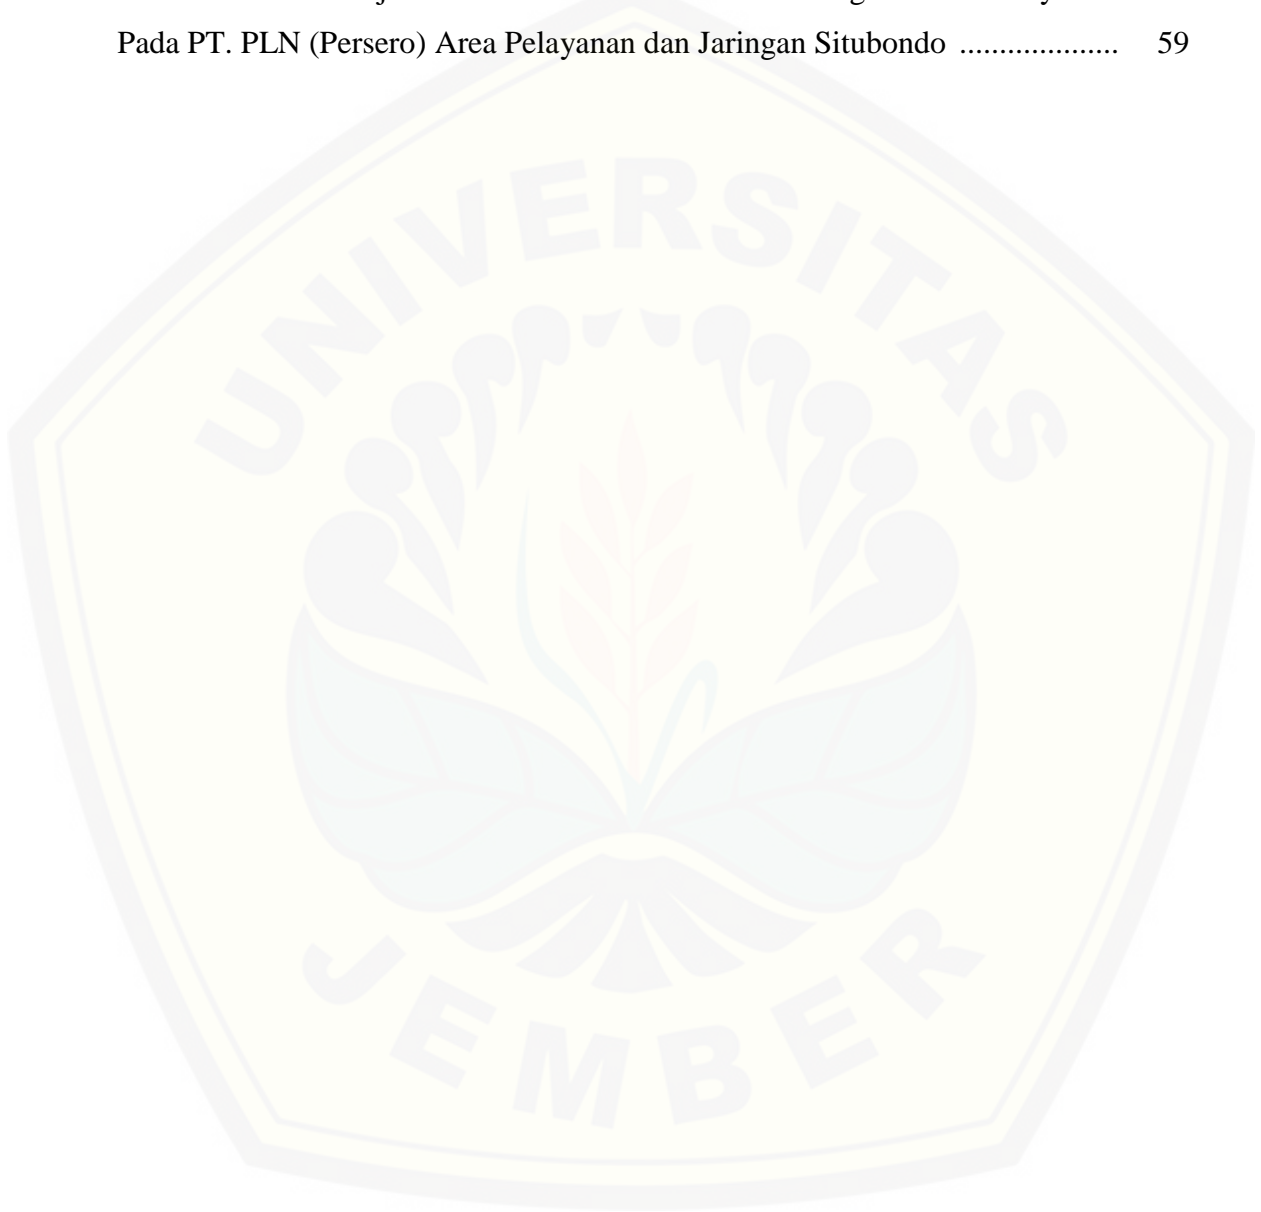 Pada PT. PLN (Persero) Area Pelayanan dan Jaringan Situbondo .................... 59
UNIVERSITAS
JEMBER